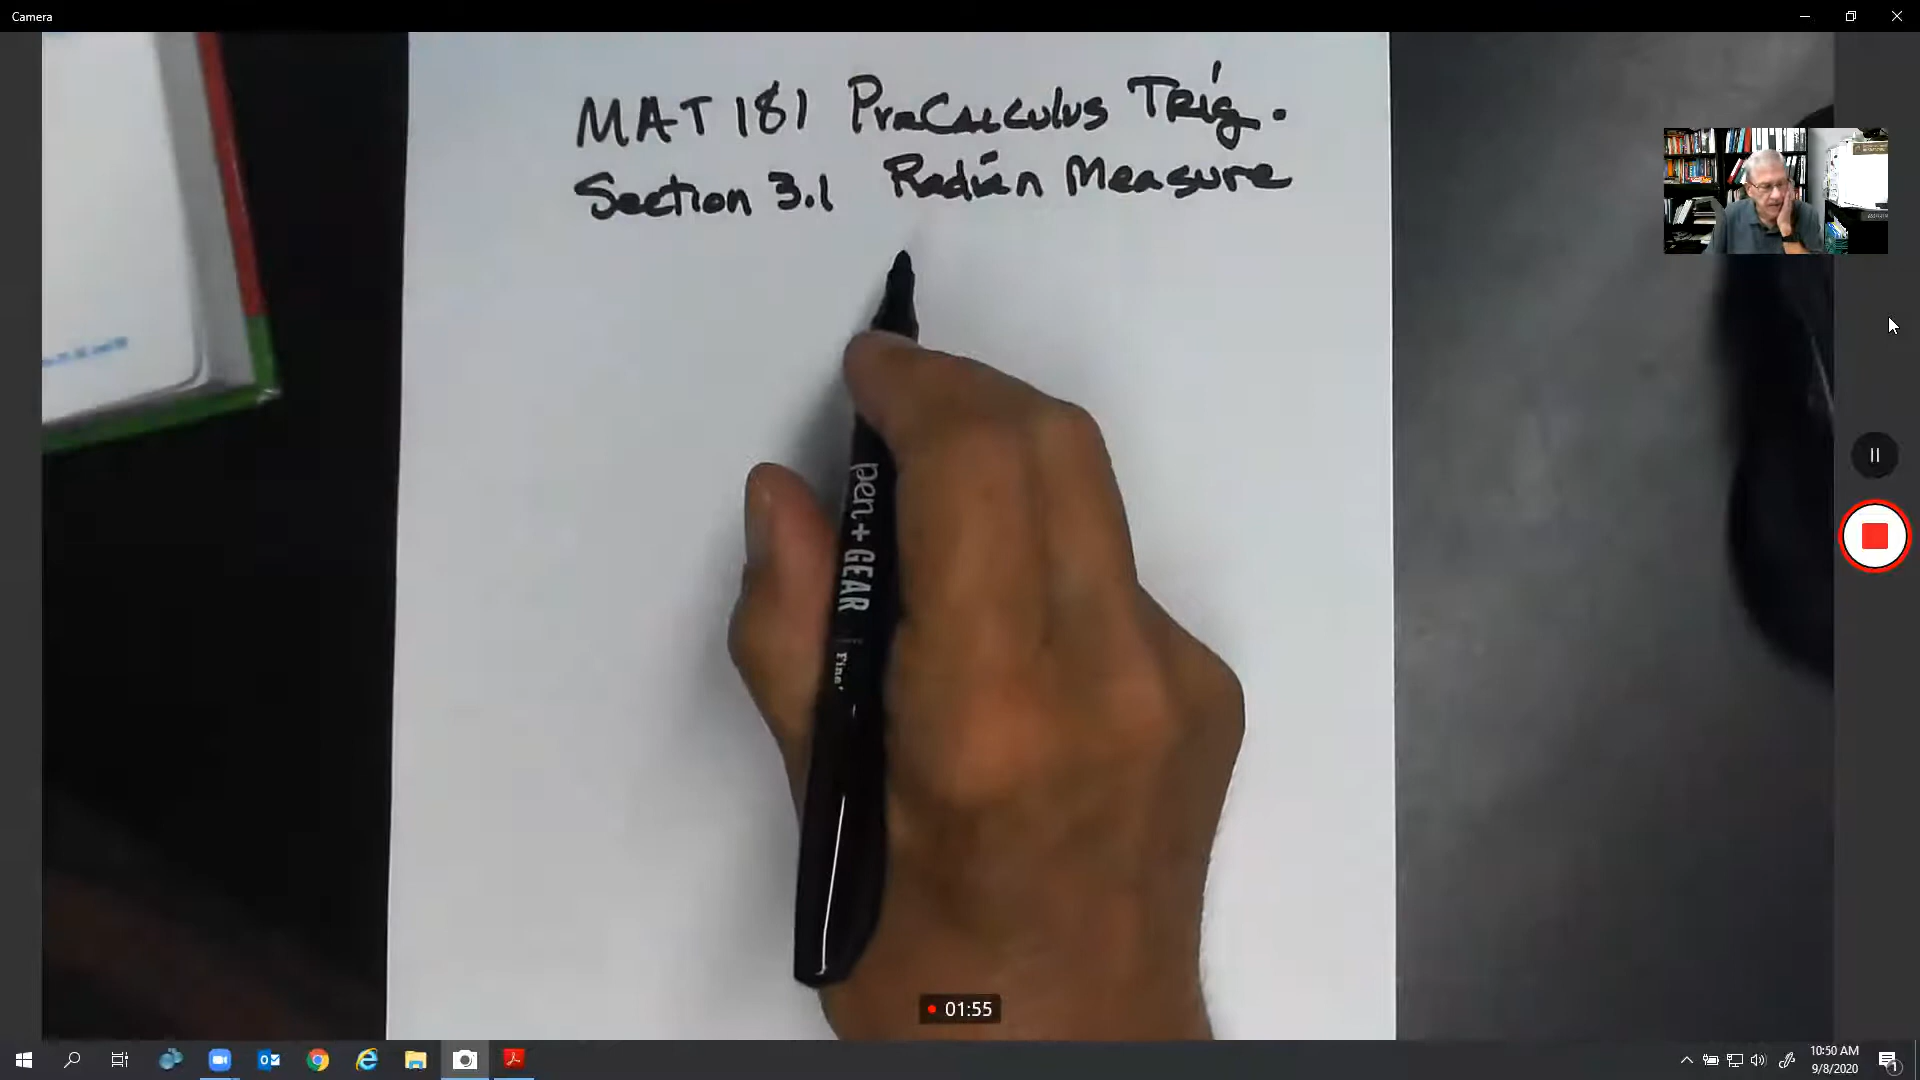 Camera
MAT 181 PreCalculus Trig.
Section 3.1 Radian Measure
pen+GEAR
Fine
01:55
10:50 AM
9/8/2020